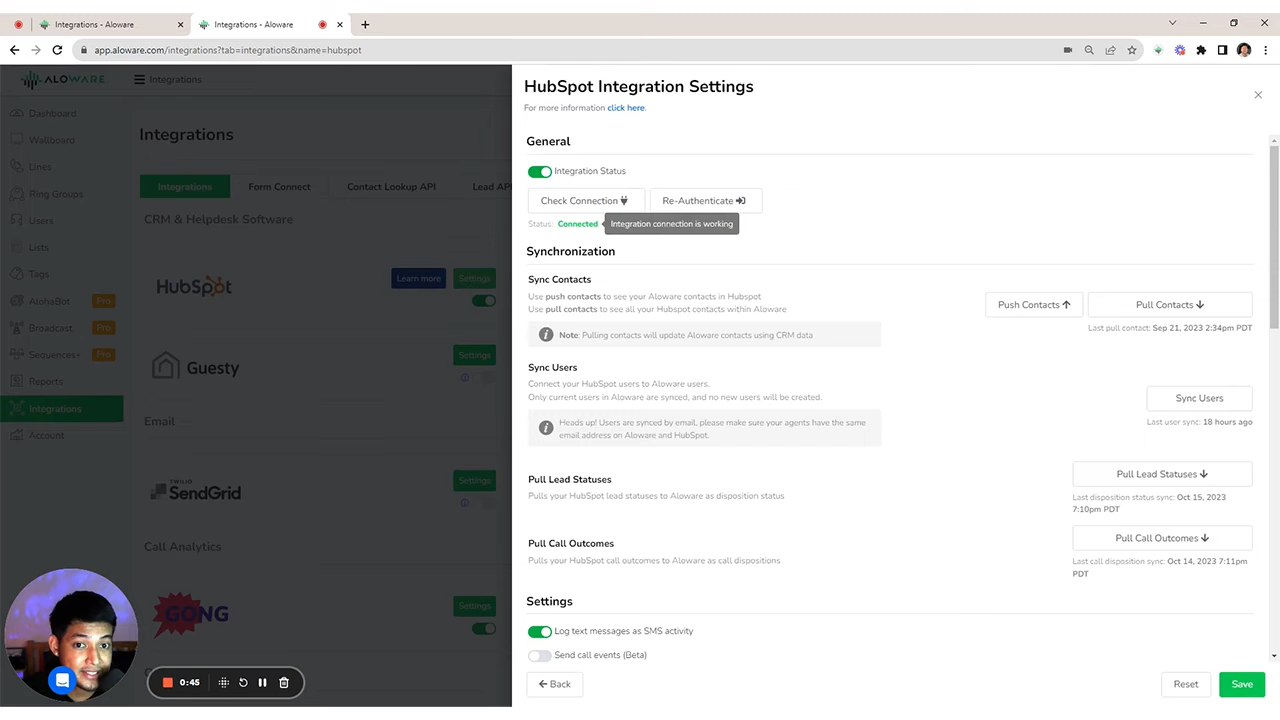 Integrations - Aloware
Integrations - Aloware
app.aloware.com/integrations?tab=integrations&name=hubspot
ALOWARE
Integrations
Dashboard
Wallboard
Lines
Ring Groups
Users
Lists
Tags
AlohaBot Pro
Broadcast Pro
Sequences+ Pro
Reports
Integrations
Account
Integrations
Integrations Form Connect Contact Lookup API Lead API
CRM & Helpdesk Software
HubSpot Learn more Settings
Guesty Settings
Email
TWILIO
SendGrid Settings
Call Analytics
GONG Settings
0:45
HubSpot Integration Settings
For more information click here.
General
Integration Status
Check Connection Re-Authenticate
Status: Connected Integration connection is working
Synchronization
Sync Contacts
Use push contacts to see your Aloware contacts in Hubspot
Use pull contacts to see all your Hubspot contacts within Aloware
Note: Pulling contacts will update Aloware contacts using CRM data
Push Contacts Pull Contacts
Last pull contact: Sep 21, 2023 2:34pm PDT
Sync Users
Connect your HubSpot users to Aloware users.
Only current users in Aloware are synced, and no new users will be created.
Heads up! Users are synced by email, please make sure your agents have the same
email address on Aloware and HubSpot.
Sync Users
Last user sync: 18 hours ago
Pull Lead Statuses
Pulls your HubSpot lead statuses to Aloware as disposition status
Pull Lead Statuses
Last disposition status sync: Oct 15, 2023
7:10pm PDT
Pull Call Outcomes
Pulls your HubSpot call outcomes to Aloware as call dispositions
Pull Call Outcomes
Last call disposition sync: Oct 14, 2023 7:11pm
PDT
Settings
Log text messages as SMS activity
Send call events (Beta)
Back Reset Save